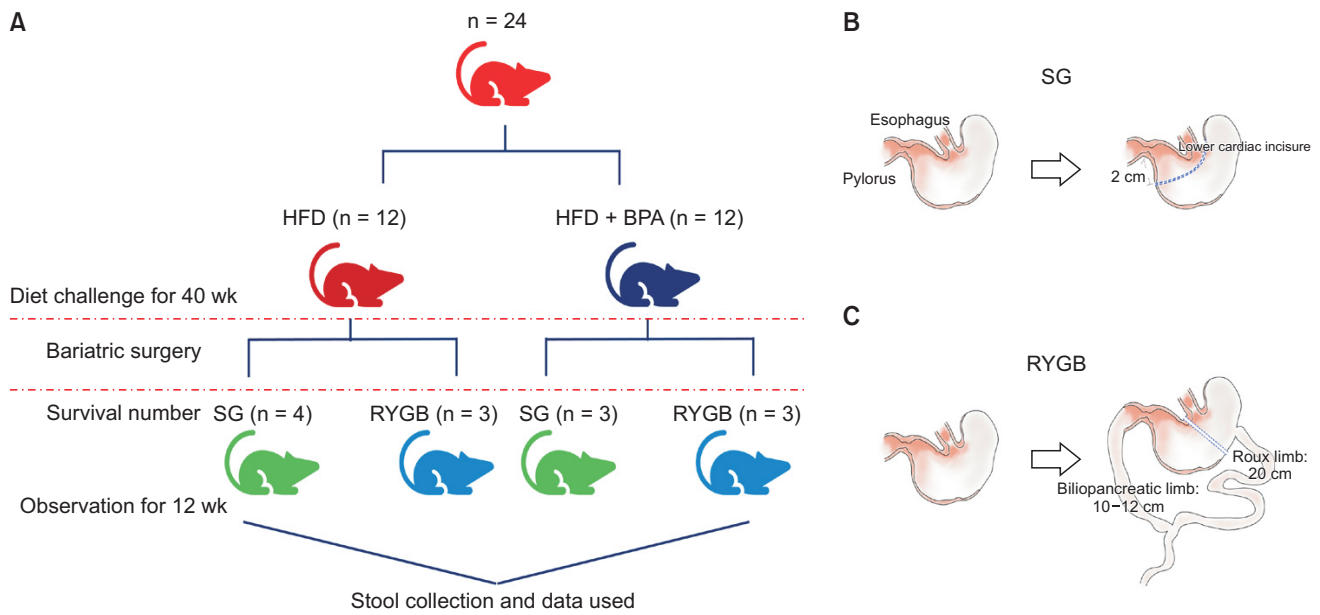 A
n = 24
HFD (n = 12)
HFD + BPA (n = 12)
Diet challenge for 40 wk
Bariatric surgery
Survival number
SG (n = 4)
RYGB (n = 3)
SG (n = 3)
RYGB (n = 3)
Observation for 12 wk
Stool collection and data used
B
SG
Esophagus
Pylorus
Lower cardiac incisure
2 cm
C
RYGB
Roux limb:
20 cm
Biliopancreatic limb:
10−12 cm